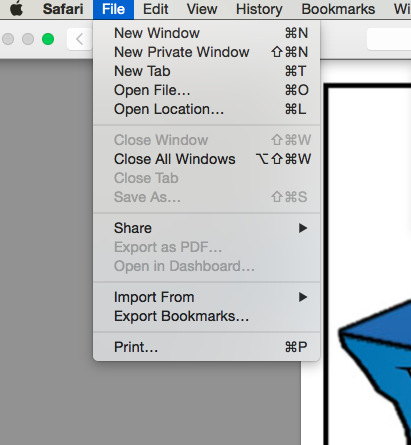 Safari File Edit View History Bookmarks Wi
New Window ⌘N
New Private Window ⇧⌘N
New Tab ⌘T
Open File… ⌘O
Open Location… ⌘L
Close Window ⇧⌘W
Close All Windows ⌥⇧⌘W
Close Tab
Save As… ⇧⌘S
Share ▶
Export as PDF…
Open in Dashboard…
Import From ▶
Export Bookmarks…
Print… ⌘P